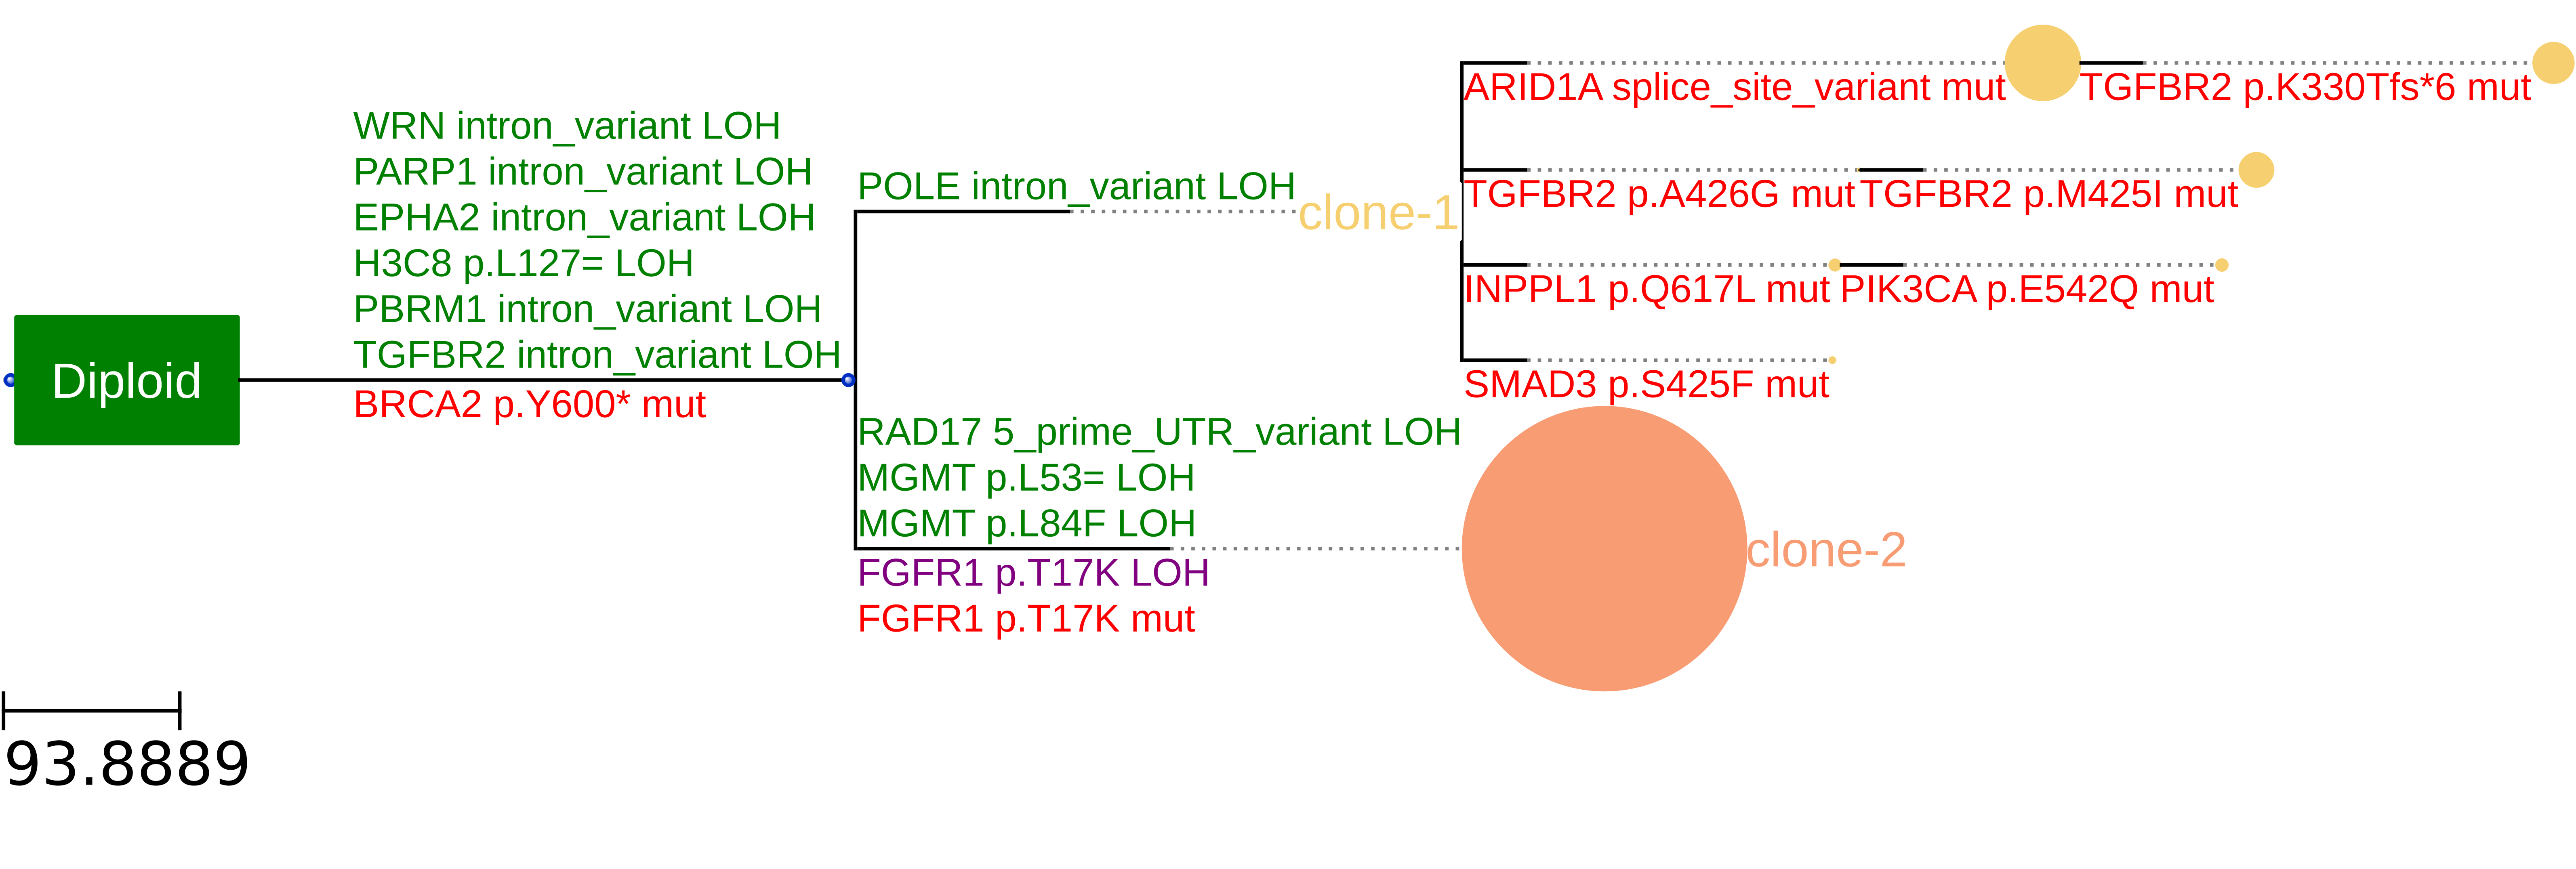 Diploid
WRN intron_variant LOH
PARP1 intron_variant LOH
EPHA2 intron_variant LOH
H3C8 p.L127= LOH
PBRM1 intron_variant LOH
TGFBR2 intron_variant LOH
BRCA2 p.Y600* mut
POLE intron_variant LOH
clone-1
ARID1A splice_site_variant mut
TGFBR2 p.K330Tfs*6 mut
TGFBR2 p.A426G mut
TGFBR2 p.M425I mut
INPPL1 p.Q617L mut
PIK3CA p.E542Q mut
SMAD3 p.S425F mut
RAD17 5_prime_UTR_variant LOH
MGMT p.L53= LOH
MGMT p.L84F LOH
FGFR1 p.T17K LOH
FGFR1 p.T17K mut
clone-2
93.8889